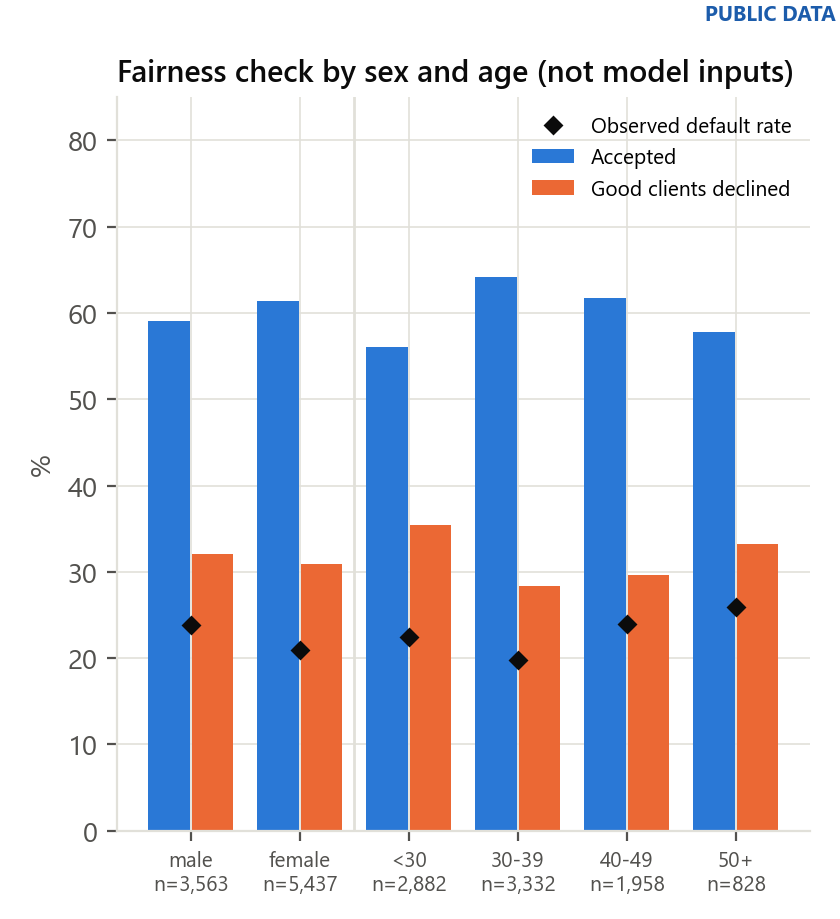 PUBLIC DATA
Fairness check by sex and age (not model inputs)
Observed default rate
Accepted
Good clients declined
80
70
60
50
40
30
20
10
0
%
male female <30 30-39 40-49 50+
n=3,563 n=5,437 n=2,882 n=3,332 n=1,958 n=828